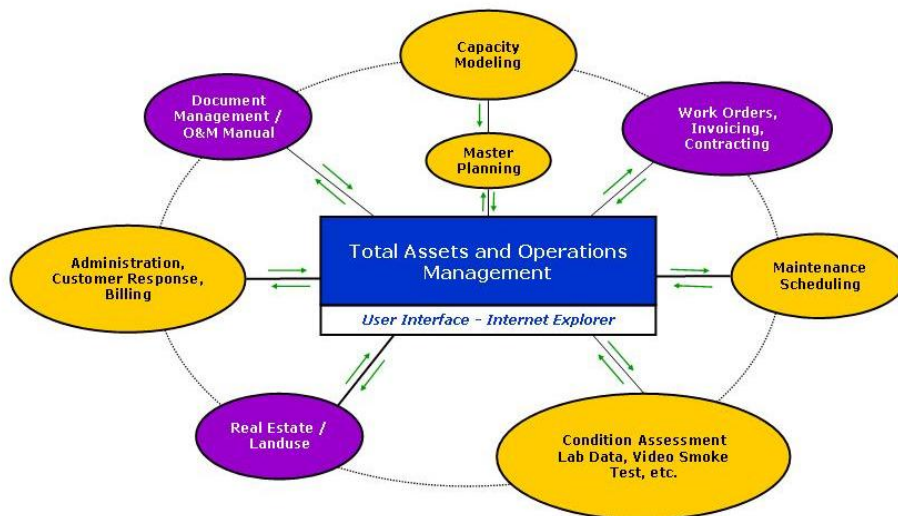 Capacity
Modeling
Document
Management /
O&M Manual
Work Orders,
Invoicing,
Contracting
Master
Planning
Total Assets and Operations
Management
Administration,
Customer Response,
Billing
Maintenance
Scheduling
User Interface – Internet Explorer
Real Estate /
Landuse
Condition Assessment
Lab Data, Video Smoke
Test, etc.